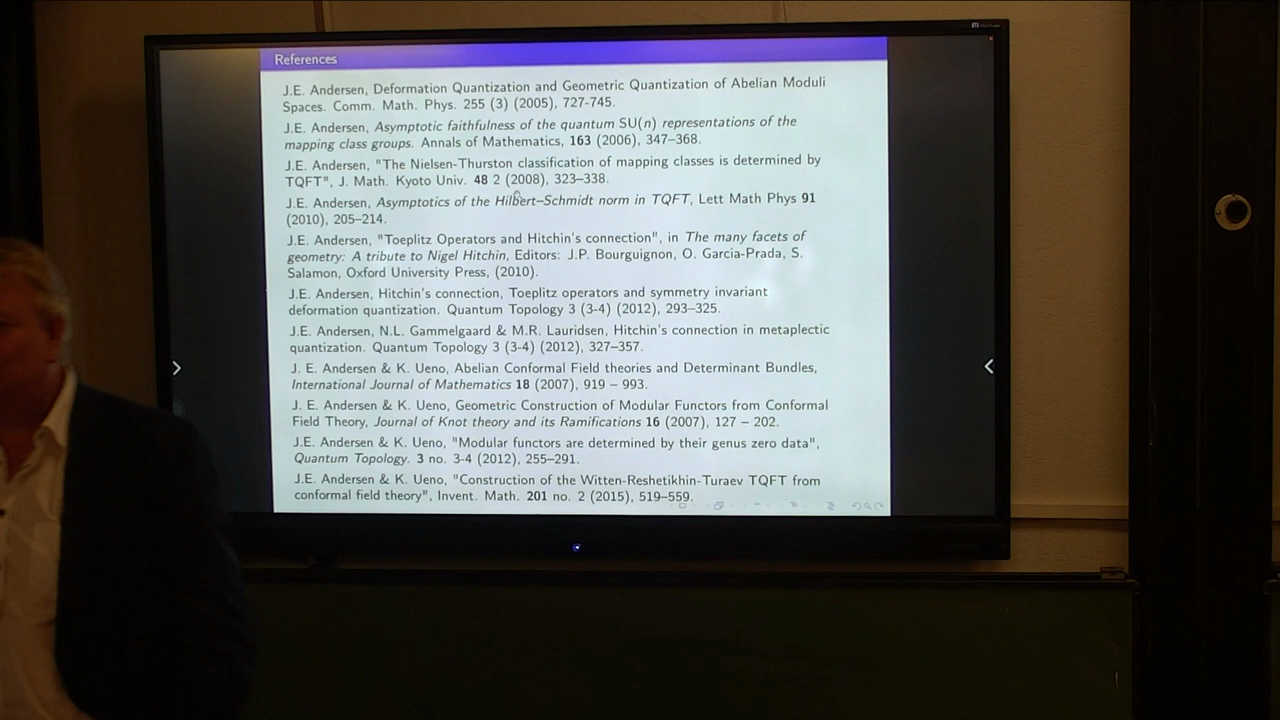 References
J.E. Andersen, Deformation Quantization and Geometric Quantization of Abelian Moduli
Spaces. Comm. Math. Phys. 255 (3) (2005), 727-745.
J.E. Andersen, Asymptotic faithfulness of the quantum SU(n) representations of the
mapping class groups. Annals of Mathematics, 163 (2006), 347–368.
J.E. Andersen, "The Nielsen-Thurston classification of mapping classes is determined by
TQFT", J. Math. Kyoto Univ. 48 2 (2008), 323–338.
J.E. Andersen, Asymptotics of the Hilbert–Schmidt norm in TQFT, Lett Math Phys 91
(2010), 205–214.
J.E. Andersen, "Toeplitz Operators and Hitchin's connection", in The many facets of
geometry: A tribute to Nigel Hitchin, Editors: J.P. Bourguignon, O. Garcia-Prada, S.
Salamon, Oxford University Press, (2010).
J.E. Andersen, Hitchin's connection, Toeplitz operators and symmetry invariant
deformation quantization. Quantum Topology 3 (3-4) (2012), 293–325.
J.E. Andersen, N.L. Gammelgaard & M.R. Lauridsen, Hitchin's connection in metaplectic
quantization. Quantum Topology 3 (3-4) (2012), 327–357.
J. E. Andersen & K. Ueno, Abelian Conformal Field theories and Determinant Bundles,
International Journal of Mathematics 18 (2007), 919 – 993.
J. E. Andersen & K. Ueno, Geometric Construction of Modular Functors from Conformal
Field Theory, Journal of Knot theory and its Ramifications 16 (2007), 127 – 202.
J.E. Andersen & K. Ueno, "Modular functors are determined by their genus zero data",
Quantum Topology. 3 no. 3-4 (2012), 255–291.
J.E. Andersen & K. Ueno, "Construction of the Witten-Reshetikhin-Turaev TQFT from
conformal field theory", Invent. Math. 201 no. 2 (2015), 519–559.